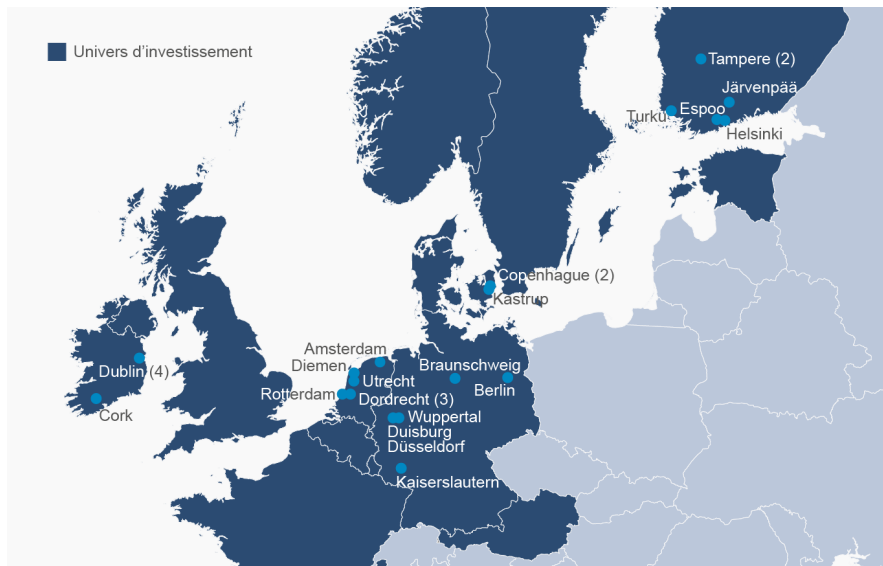 Univers d'investissement
Tampere (2)
Järvenpää
Turku
Espoo
Helsinki
Copenhague (2)
Kastrup
Amsterdam
Diemen
Utrecht
Rotterdam
Dordrecht (3)
Braunschweig
Berlin
Dublin (4)
Cork
Wuppertal
Duisburg
Düsseldorf
Kaiserslautern